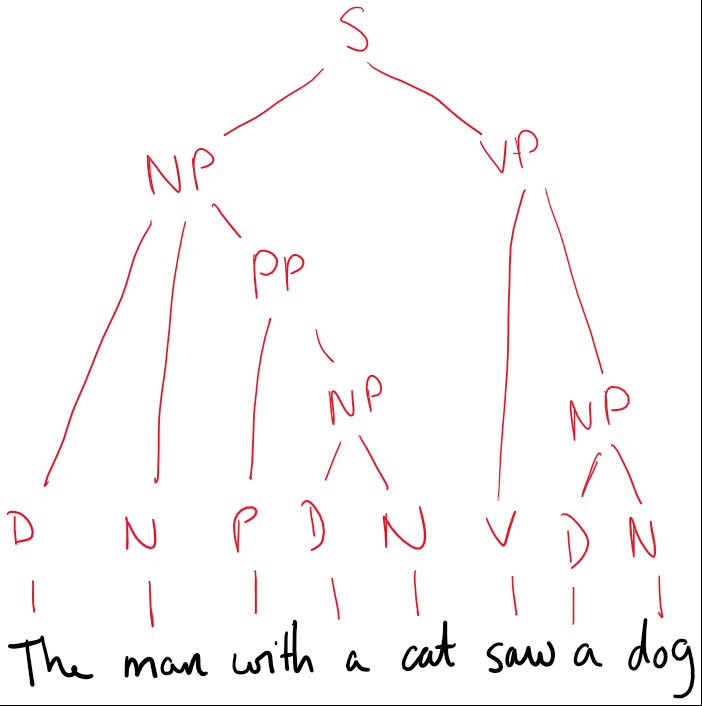 S
NP VP
PP
NP NP
D N P D N V D N
The man with a cat saw a dog